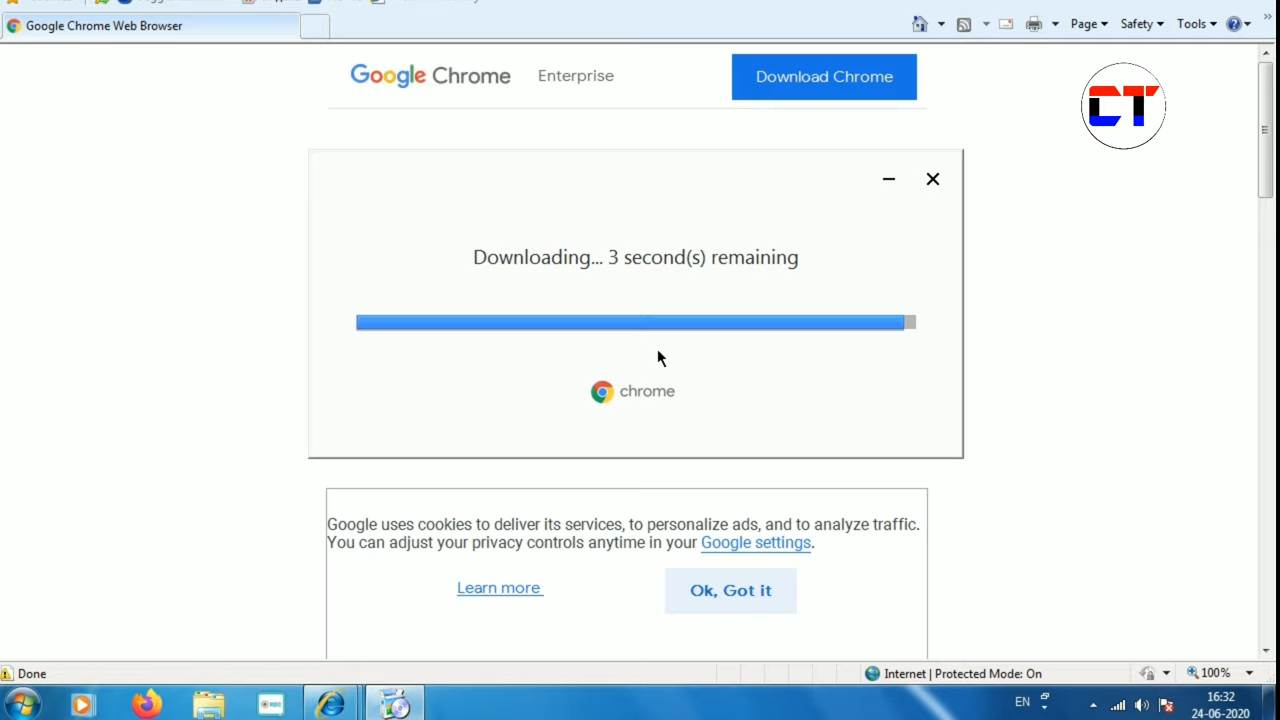 Google Chrome Web Browser
Page
Safety
Tools
Google Chrome
Enterprise
Download Chrome
CT
Downloading... 3 second(s) remaining
chrome
Google uses cookies to deliver its services, to personalize ads, and to analyze traffic.
You can adjust your privacy controls anytime in your Google settings.
Learn more
Ok, Got it
Done
Internet | Protected Mode: On
100%
EN
16:32
24-06-2020